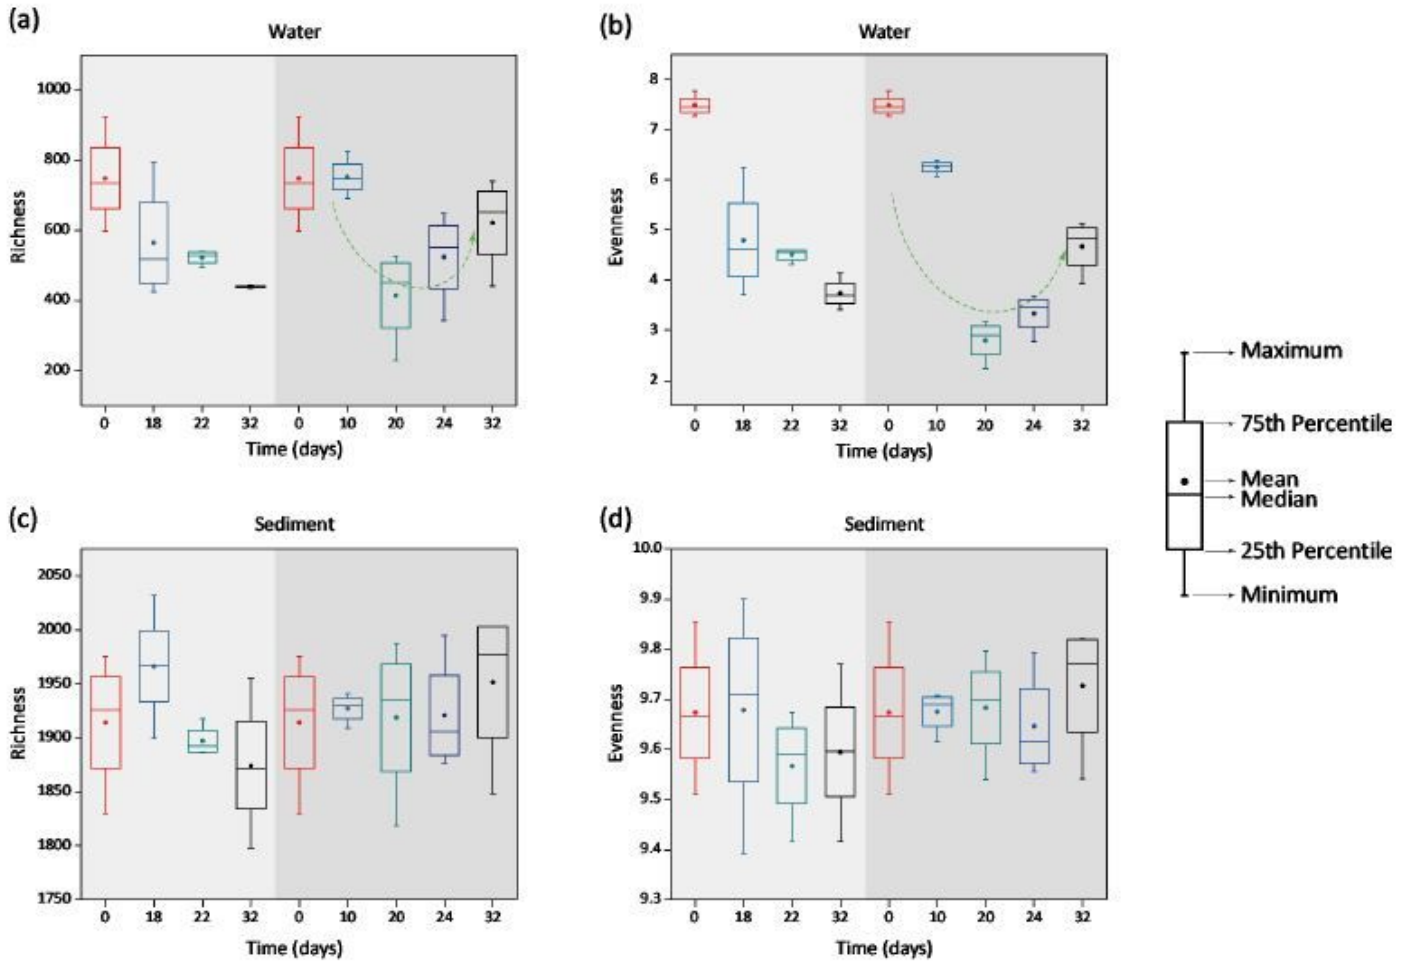 (a)
Water
Richness
1000
800
600
400
200
0 18 22 32 0 10 20 24 32
Time (days)
(b)
Water
Evenness
8
7
6
5
4
3
2
0 18 22 32 0 10 20 24 32
Time (days)
(c)
Sediment
Richness
2050
2000
1950
1900
1850
1800
1750
0 18 22 32 0 10 20 24 32
Time (days)
(d)
Sediment
Evenness
10.0
9.9
9.8
9.7
9.6
9.5
9.4
9.3
0 18 22 32 0 10 20 24 32
Time (days)
Maximum
75th Percentile
Mean
Median
25th Percentile
Minimum